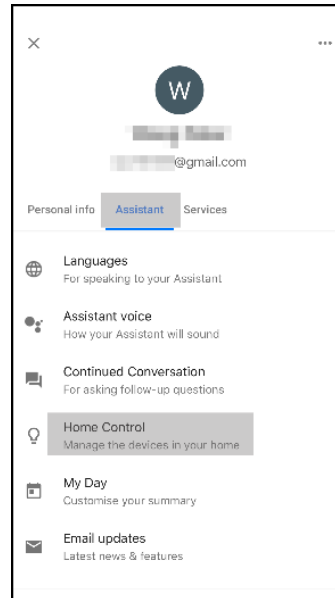 W
@gmail.com
Personal info Assistant Services
Languages
For speaking to your Assistant
Assistant voice
How your Assistant will sound
Continued Conversation
For asking follow-up questions
Home Control
Manage the devices in your home
My Day
Customise your summary
Email updates
Latest news & features